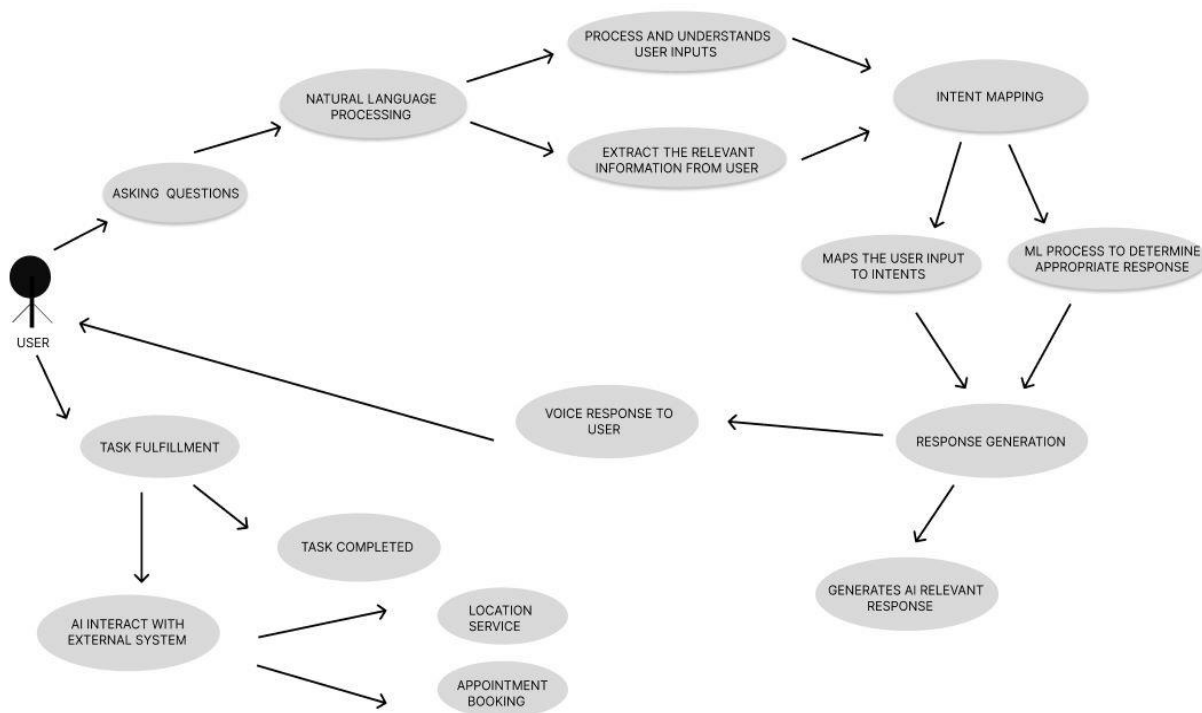 PROCESS AND UNDERSTANDS
USER INPUTS
NATURAL LANGUAGE
PROCESSING
INTENT MAPPING
EXTRACT THE RELEVANT
INFORMATION FROM USER
ASKING QUESTIONS
MAPS THE USER INPUT
TO INTENTS
ML PROCESS TO DETERMINE
APPROPRIATE RESPONSE
USER
VOICE RESPONSE TO
USER
TASK FULFILLMENT
RESPONSE GENERATION
TASK COMPLETED
GENERATES AI RELEVANT
RESPONSE
AI INTERACT WITH
EXTERNAL SYSTEM
LOCATION
SERVICE
APPOINTMENT
BOOKING